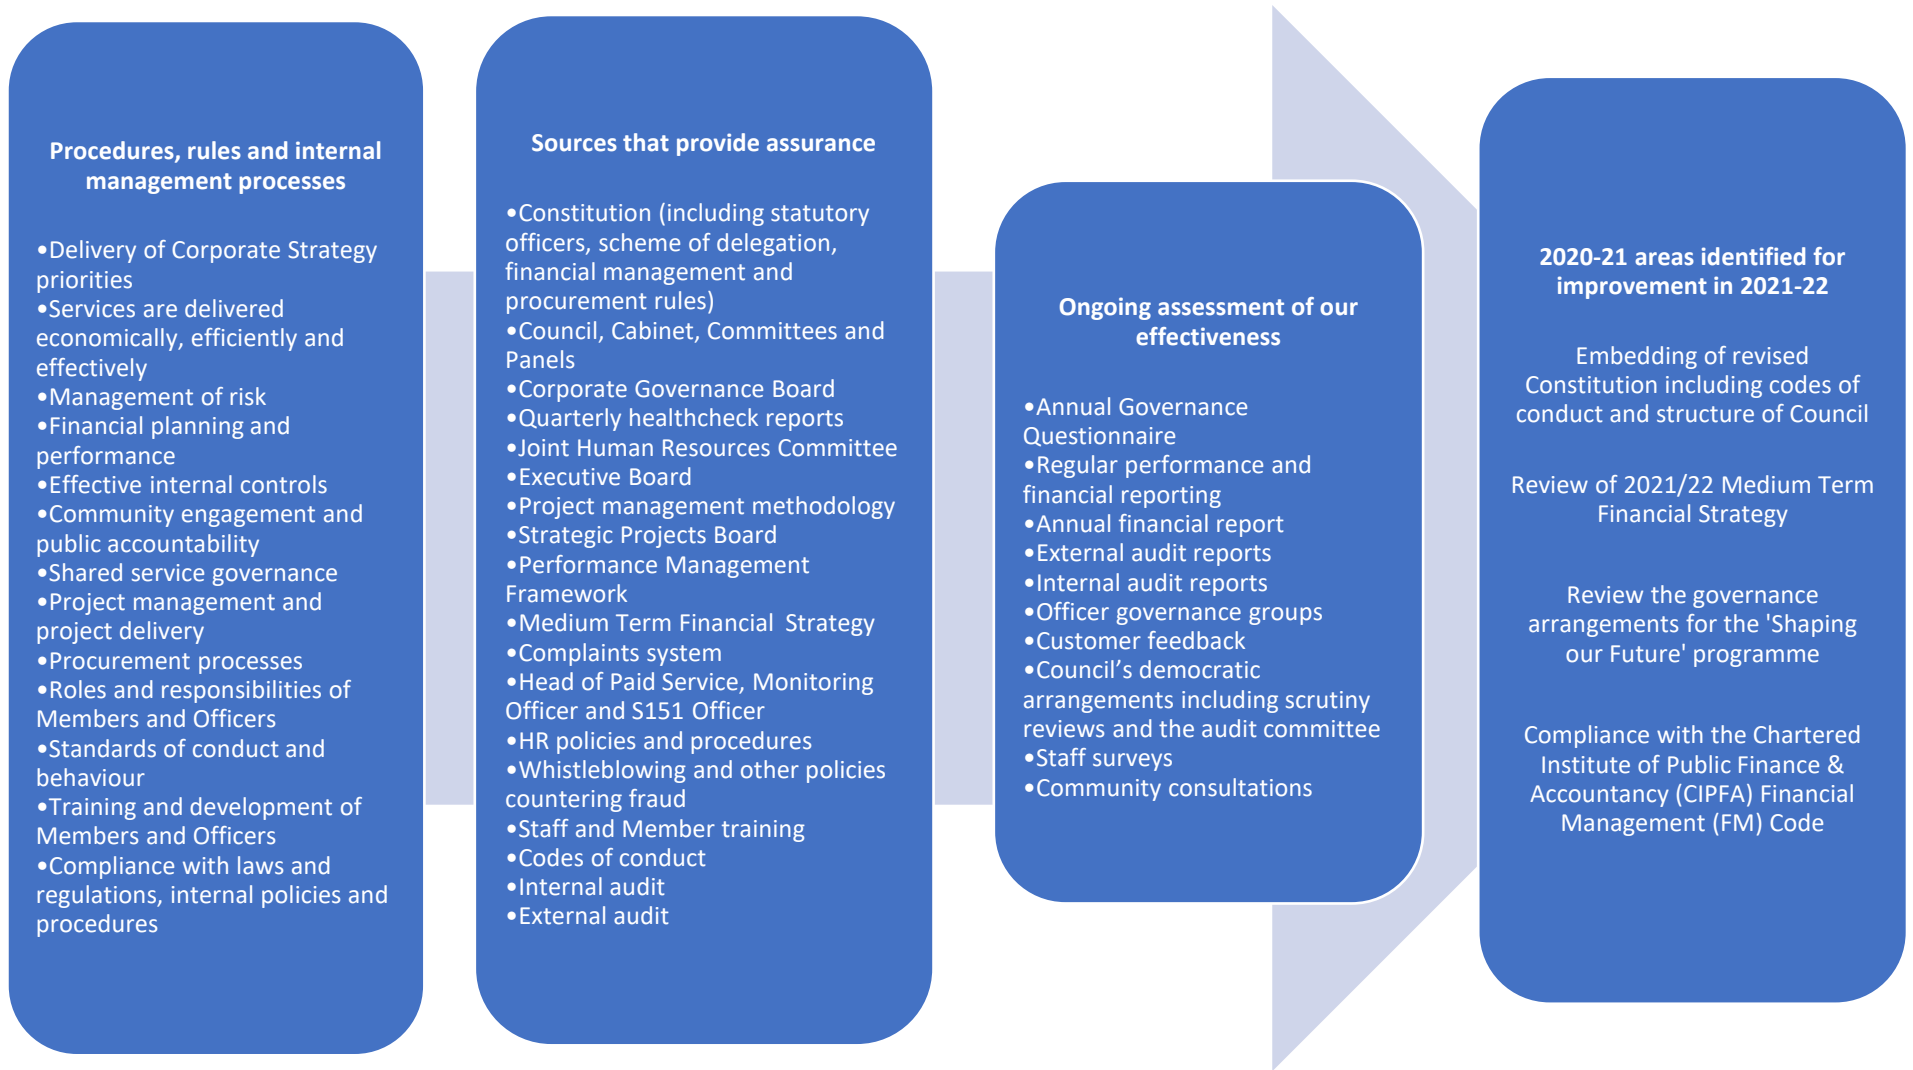 Procedures, rules and internal
management processes
•Delivery of Corporate Strategy
priorities
•Services are delivered
economically, efficiently and
effectively
•Management of risk
•Financial planning and
performance
•Effective internal controls
•Community engagement and
public accountability
•Shared service governance
•Project management and
project delivery
•Procurement processes
•Roles and responsibilities of
Members and Officers
•Standards of conduct and
behaviour
•Training and development of
Members and Officers
•Compliance with laws and
regulations, internal policies and
procedures
Sources that provide assurance
•Constitution (including statutory
officers, scheme of delegation,
financial management and
procurement rules)
•Council, Cabinet, Committees and
Panels
•Corporate Governance Board
•Quarterly healthcheck reports
•Joint Human Resources Committee
•Executive Board
•Project management methodology
•Strategic Projects Board
•Performance Management
Framework
•Medium Term Financial  Strategy
•Complaints system
•Head of Paid Service, Monitoring
Officer and S151 Officer
•HR policies and procedures
•Whistleblowing and other policies
countering fraud
•Staff and Member training
•Codes of conduct
•Internal audit
•External audit
Ongoing assessment of our
effectiveness
•Annual Governance
Questionnaire
•Regular performance and
financial reporting
•Annual financial report
•External audit reports
•Internal audit reports
•Officer governance groups
•Customer feedback
•Council’s democratic
arrangements including scrutiny
reviews and the audit committee
•Staff surveys
•Community consultations
2020-21 areas identified for
improvement in 2021-22
Embedding of revised
Constitution including codes of
conduct and structure of Council
Review of 2021/22 Medium Term
Financial Strategy
Review the governance
arrangements for the 'Shaping
our Future' programme
Compliance with the Chartered
Institute of Public Finance &
Accountancy (CIPFA) Financial
Management (FM) Code